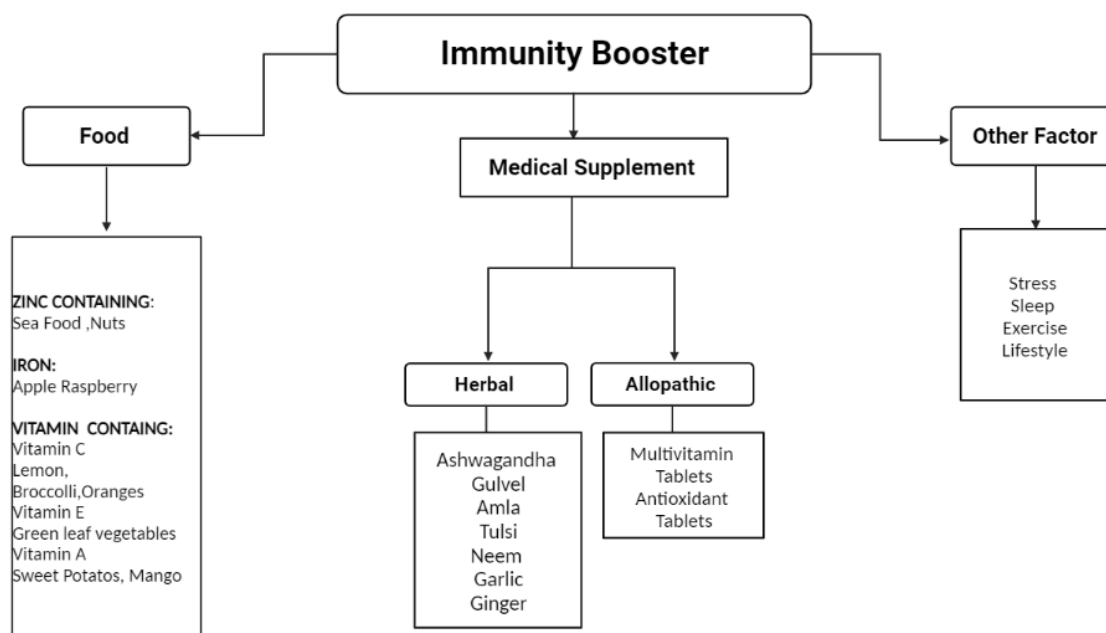 Immunity Booster
Food
Medical Supplement
Other Factor
ZINC CONTAINING:
Sea Food ,Nuts
IRON:
Apple Raspberry
VITAMIN CONTAING:
Vitamin C
Lemon,
Broccolli,Oranges
Vitamin E
Green leaf vegetables
Vitamin A
Sweet Potatos, Mango
Herbal
Ashwagandha
Gulvel
Amla
Tulsi
Neem
Garlic
Ginger
Allopathic
Multivitamin
Tablets
Antioxidant
Tablets
Stress
Sleep
Exercise
Lifestyle